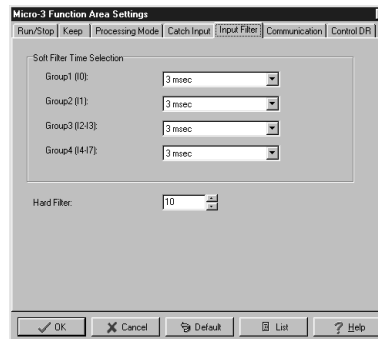 Micro-3 Function Area Settings
Run/Stop Keep Processing Mode Catch Input Input Filter Communication Control DR
Soft Filter Time Selection
Group1 (I0): 3 msec
Group2 (I1): 3 msec
Group3 (I2-I3): 3 msec
Group4 (I4-I7): 3 msec
Hard Filter: 10
OK Cancel Default List ? Help